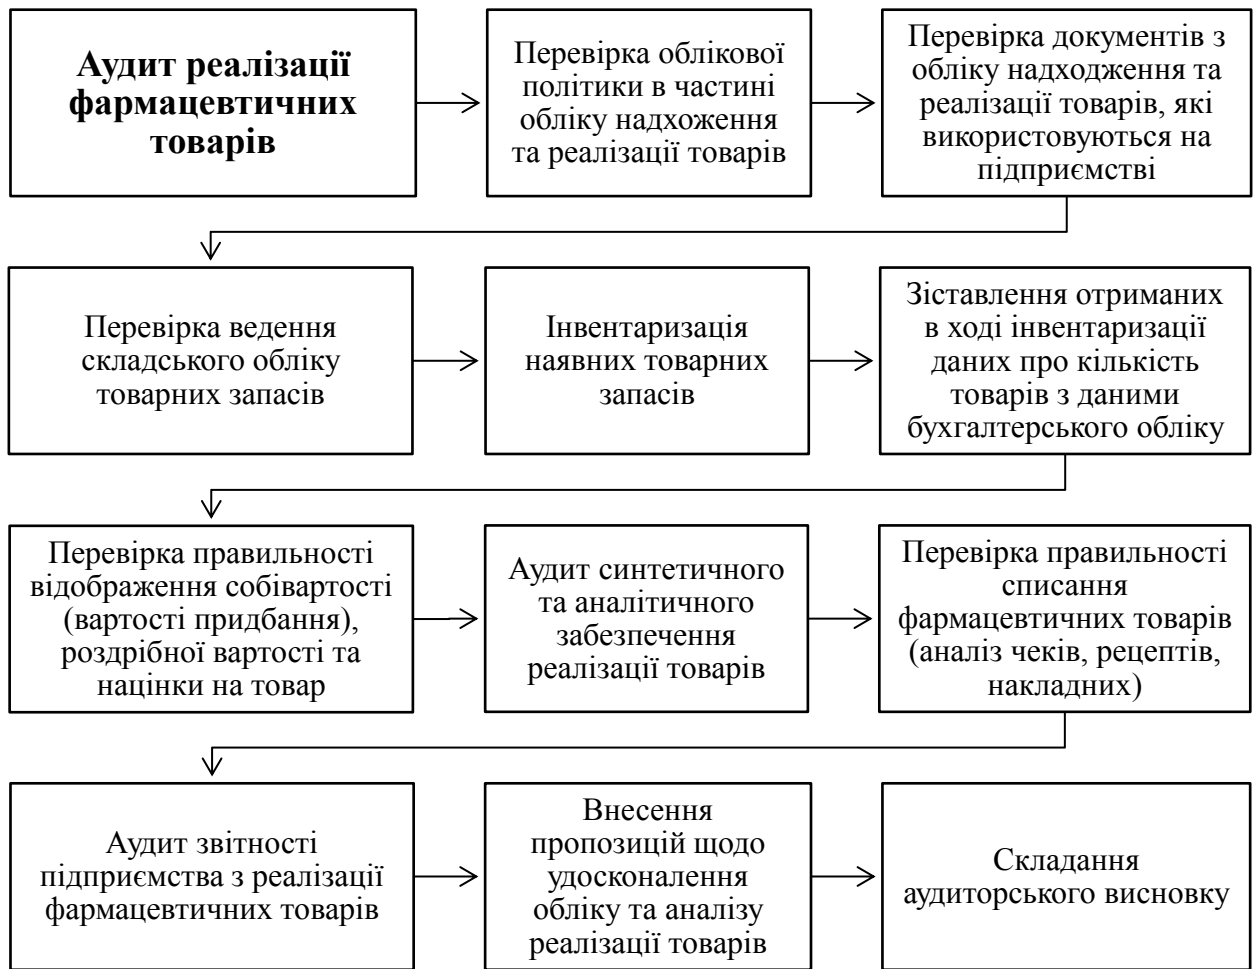 Аудит реалізації
фармацевтичних
товарів
Перевірка облікової
політики в частині
обліку надхоження
та реалізації товарів
Перевірка документів з
обліку надходження та
реалізації товарів, які
використовуються на
підприємстві
Перевірка ведення
складського обліку
товарних запасів
Інвентаризація
наявних товарних
запасів
Зіставлення отриманих
в ході інвентаризації
даних про кількість
товарів з даними
бухгалтерського обліку
Перевірка правильності
відображення собівартості
(вартості придбання),
роздрібної вартості та
націнки на товар
Аудит синтетичного
та аналітичного
забезпечення
реалізації товарів
Перевірка правильності
списання
фармацевтичних товарів
(аналіз чеків, рецептів,
накладних)
Аудит звітності
підприємства з реалізації
фармацевтичних товарів
Внесення
пропозицій щодо
удосконалення
обліку та аналізу
реалізації товарів
Складання
аудиторського висновку